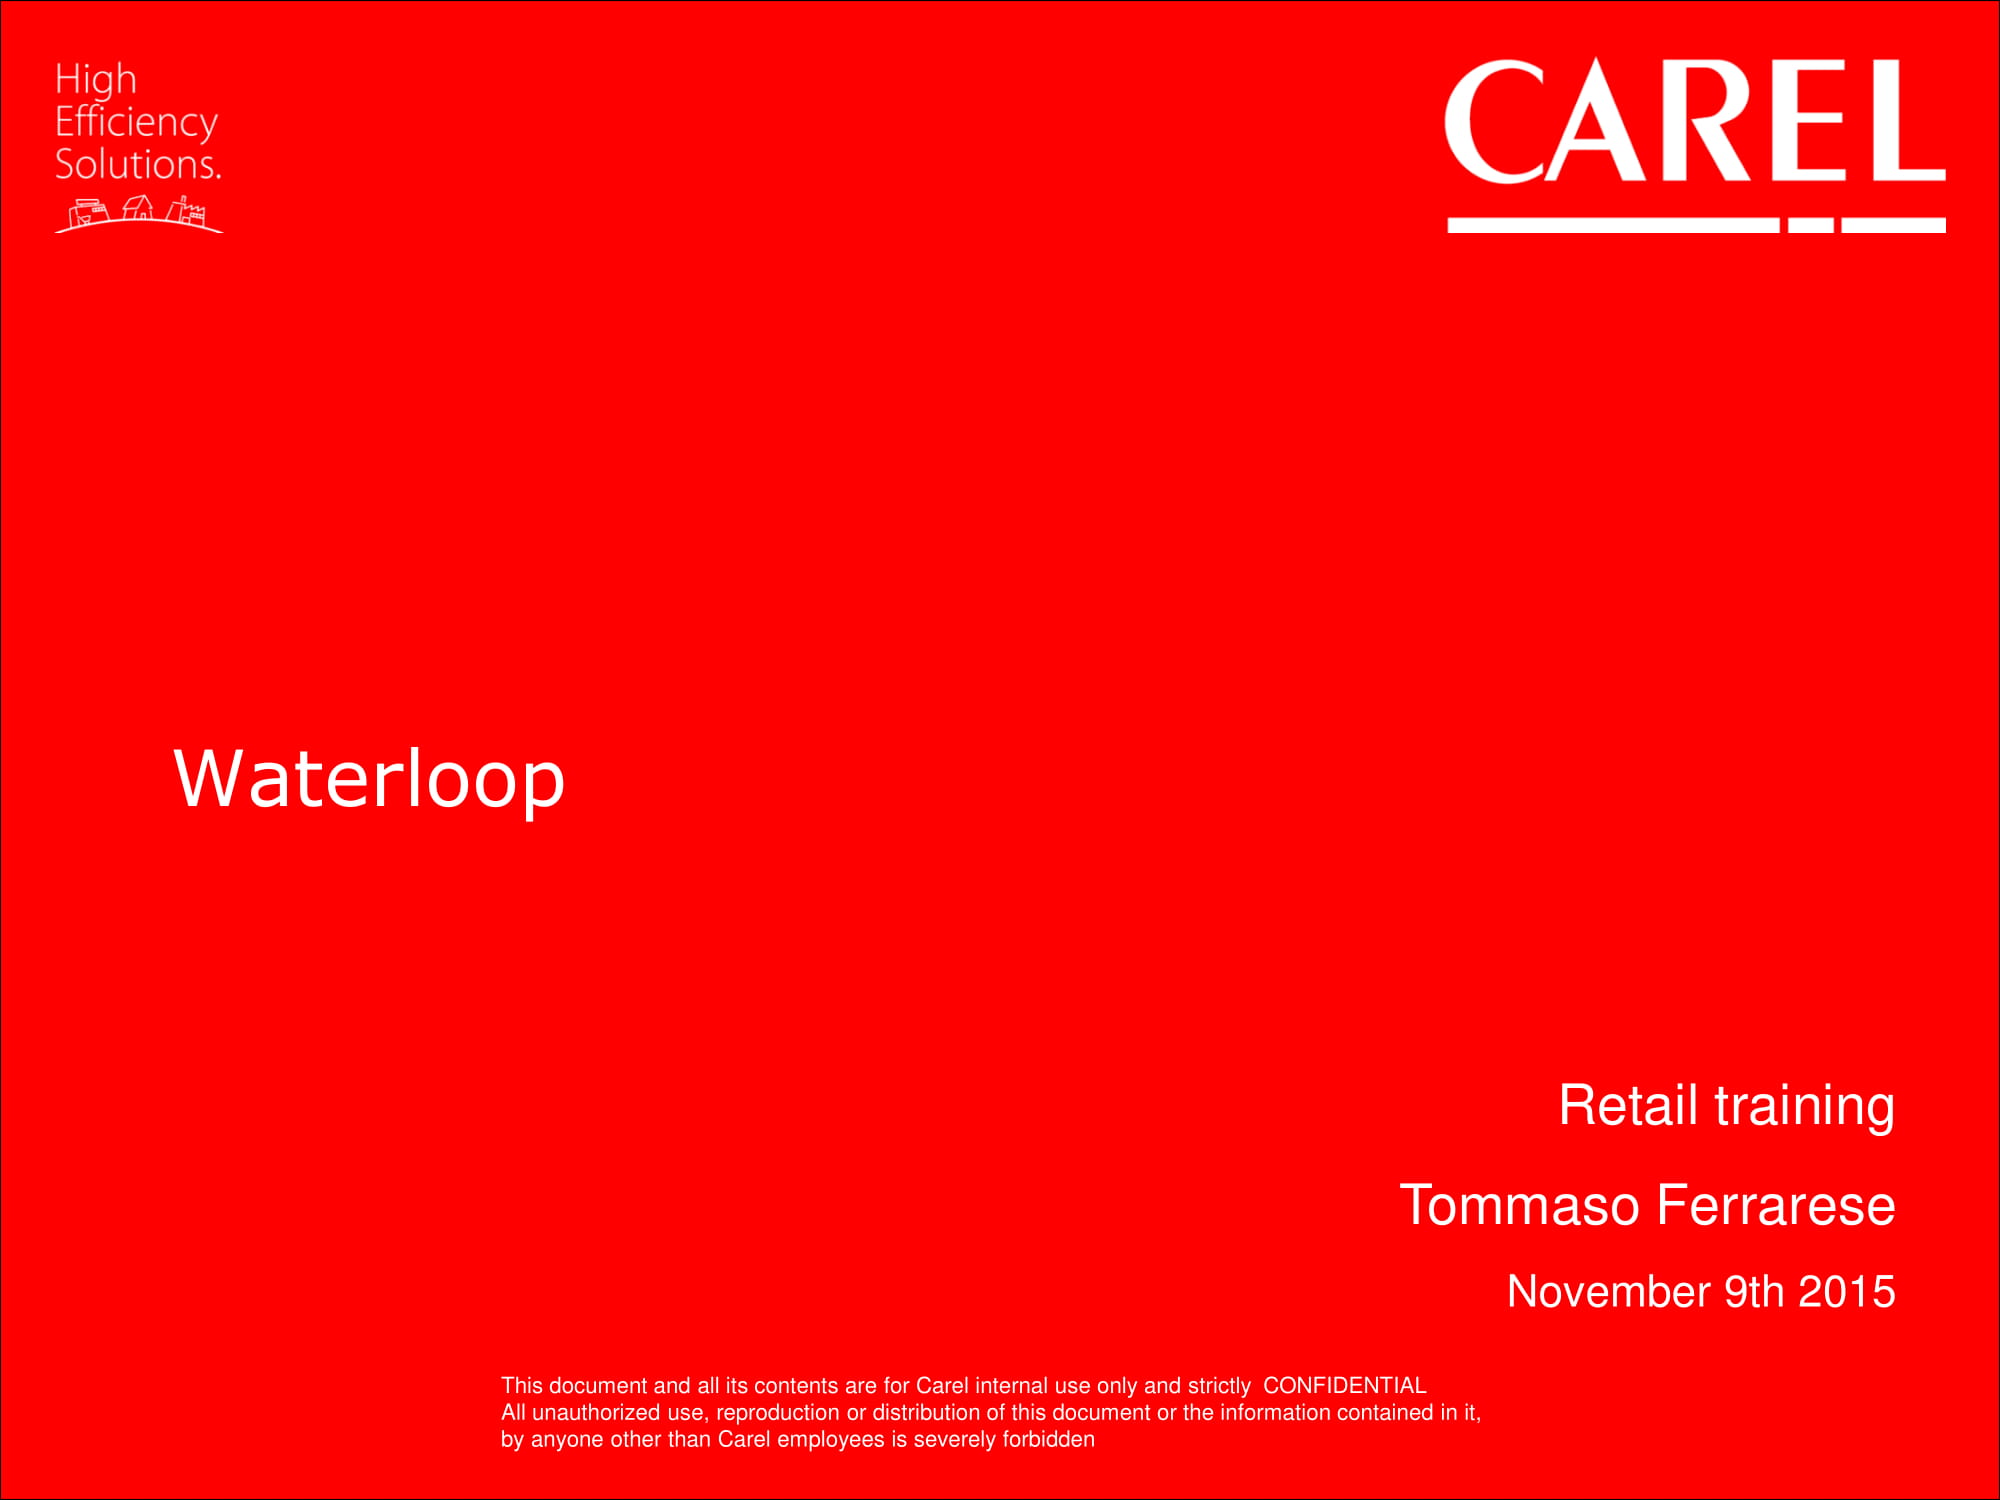 High
Efficiency
Solutions.
CAREL
Waterloop
Retail training
Tommaso Ferrarese
November 9th 2015
This document and all its contents are for Carel internal use only and strictly  CONFIDENTIAL
All unauthorized use, reproduction or distribution of this document or the information contained in it,
by anyone other than Carel employees is severely forbidden